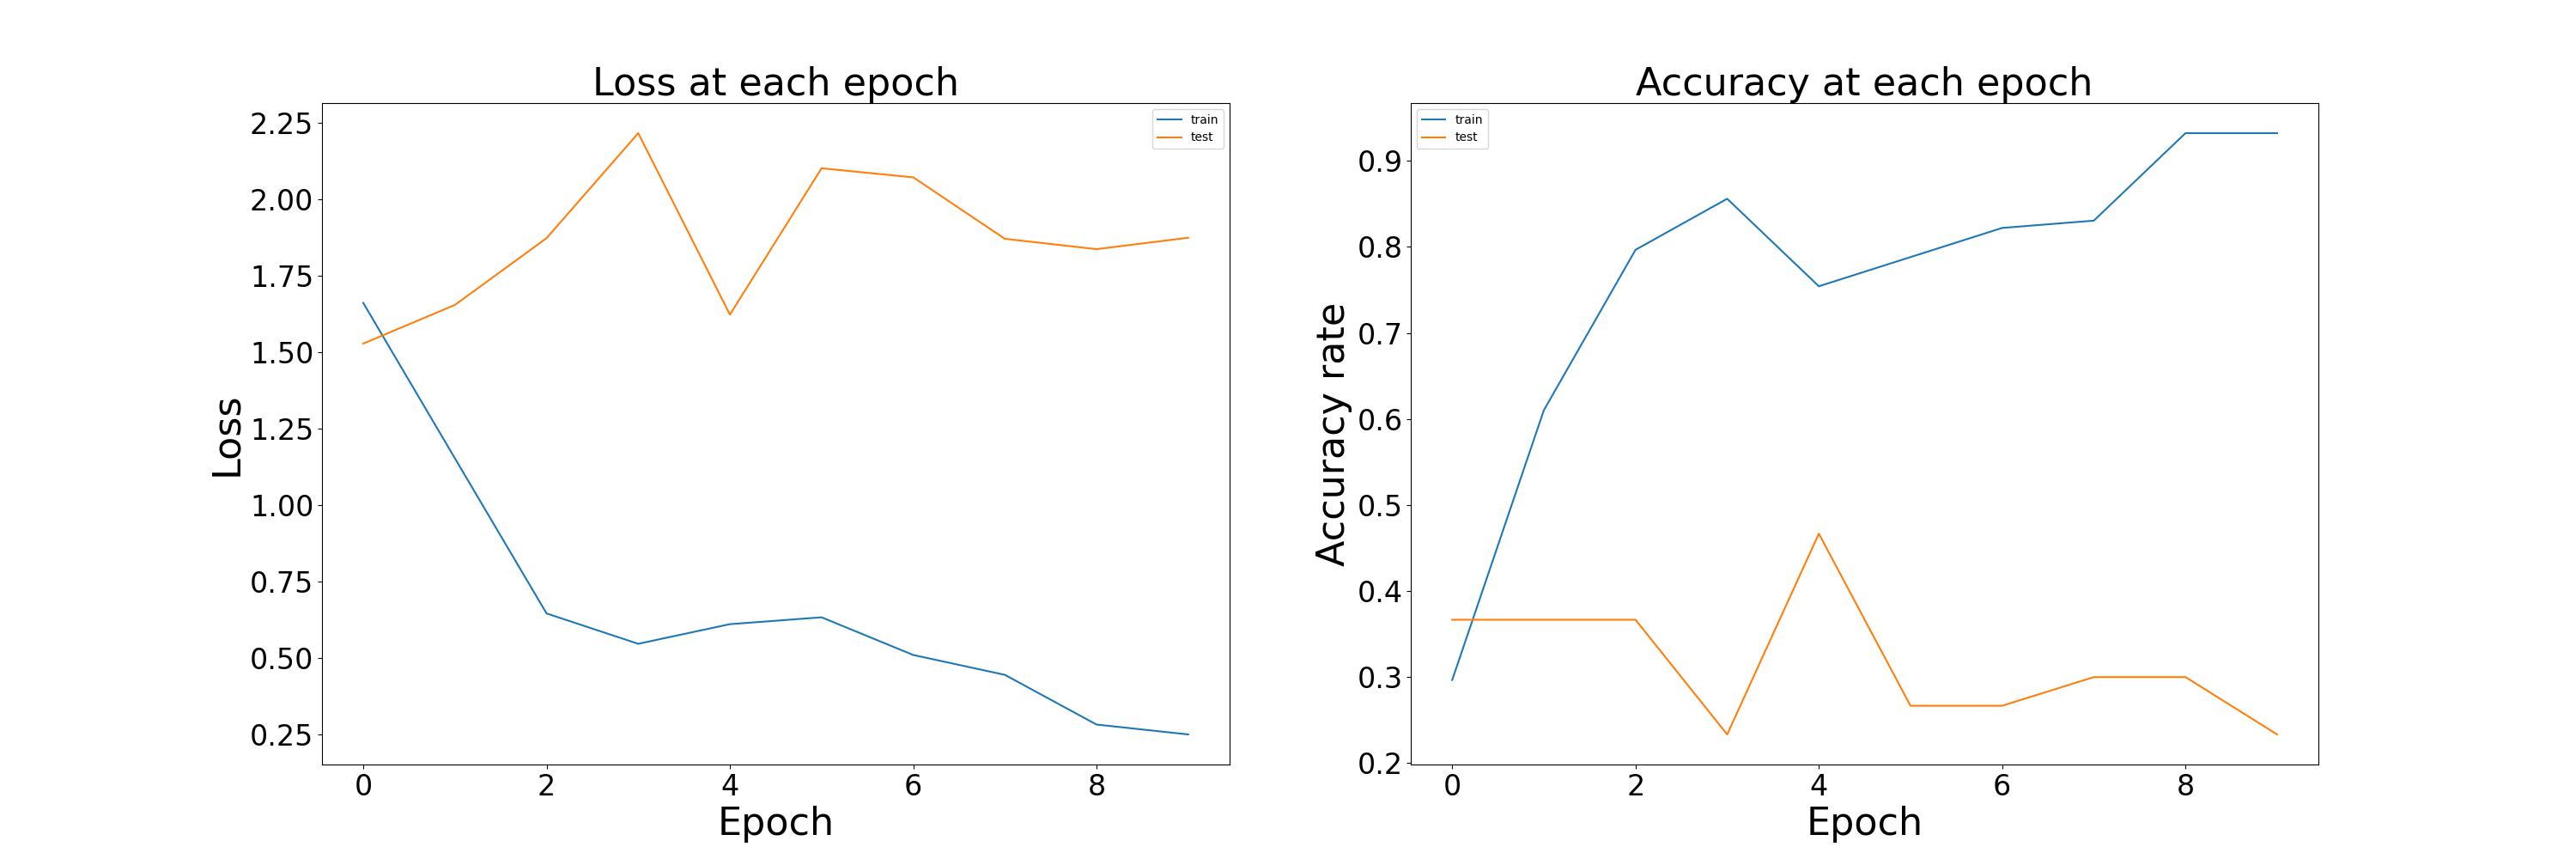 Loss at each epoch
train
test
2.25
2.00
1.75
1.50
1.25
1.00
0.75
0.50
0.25
Loss
0 2 4 6 8
Epoch
Accuracy at each epoch
train
test
0.9
0.8
0.7
0.6
0.5
0.4
0.3
0.2
Accuracy rate
0 2 4 6 8
Epoch